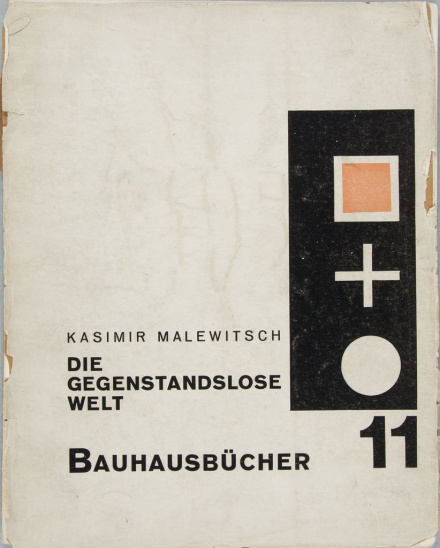 KASIMIR MALEWITSCH
DIE
GEGENSTANDSLOSE
WELT
BAUHAUSBÜCHER
11